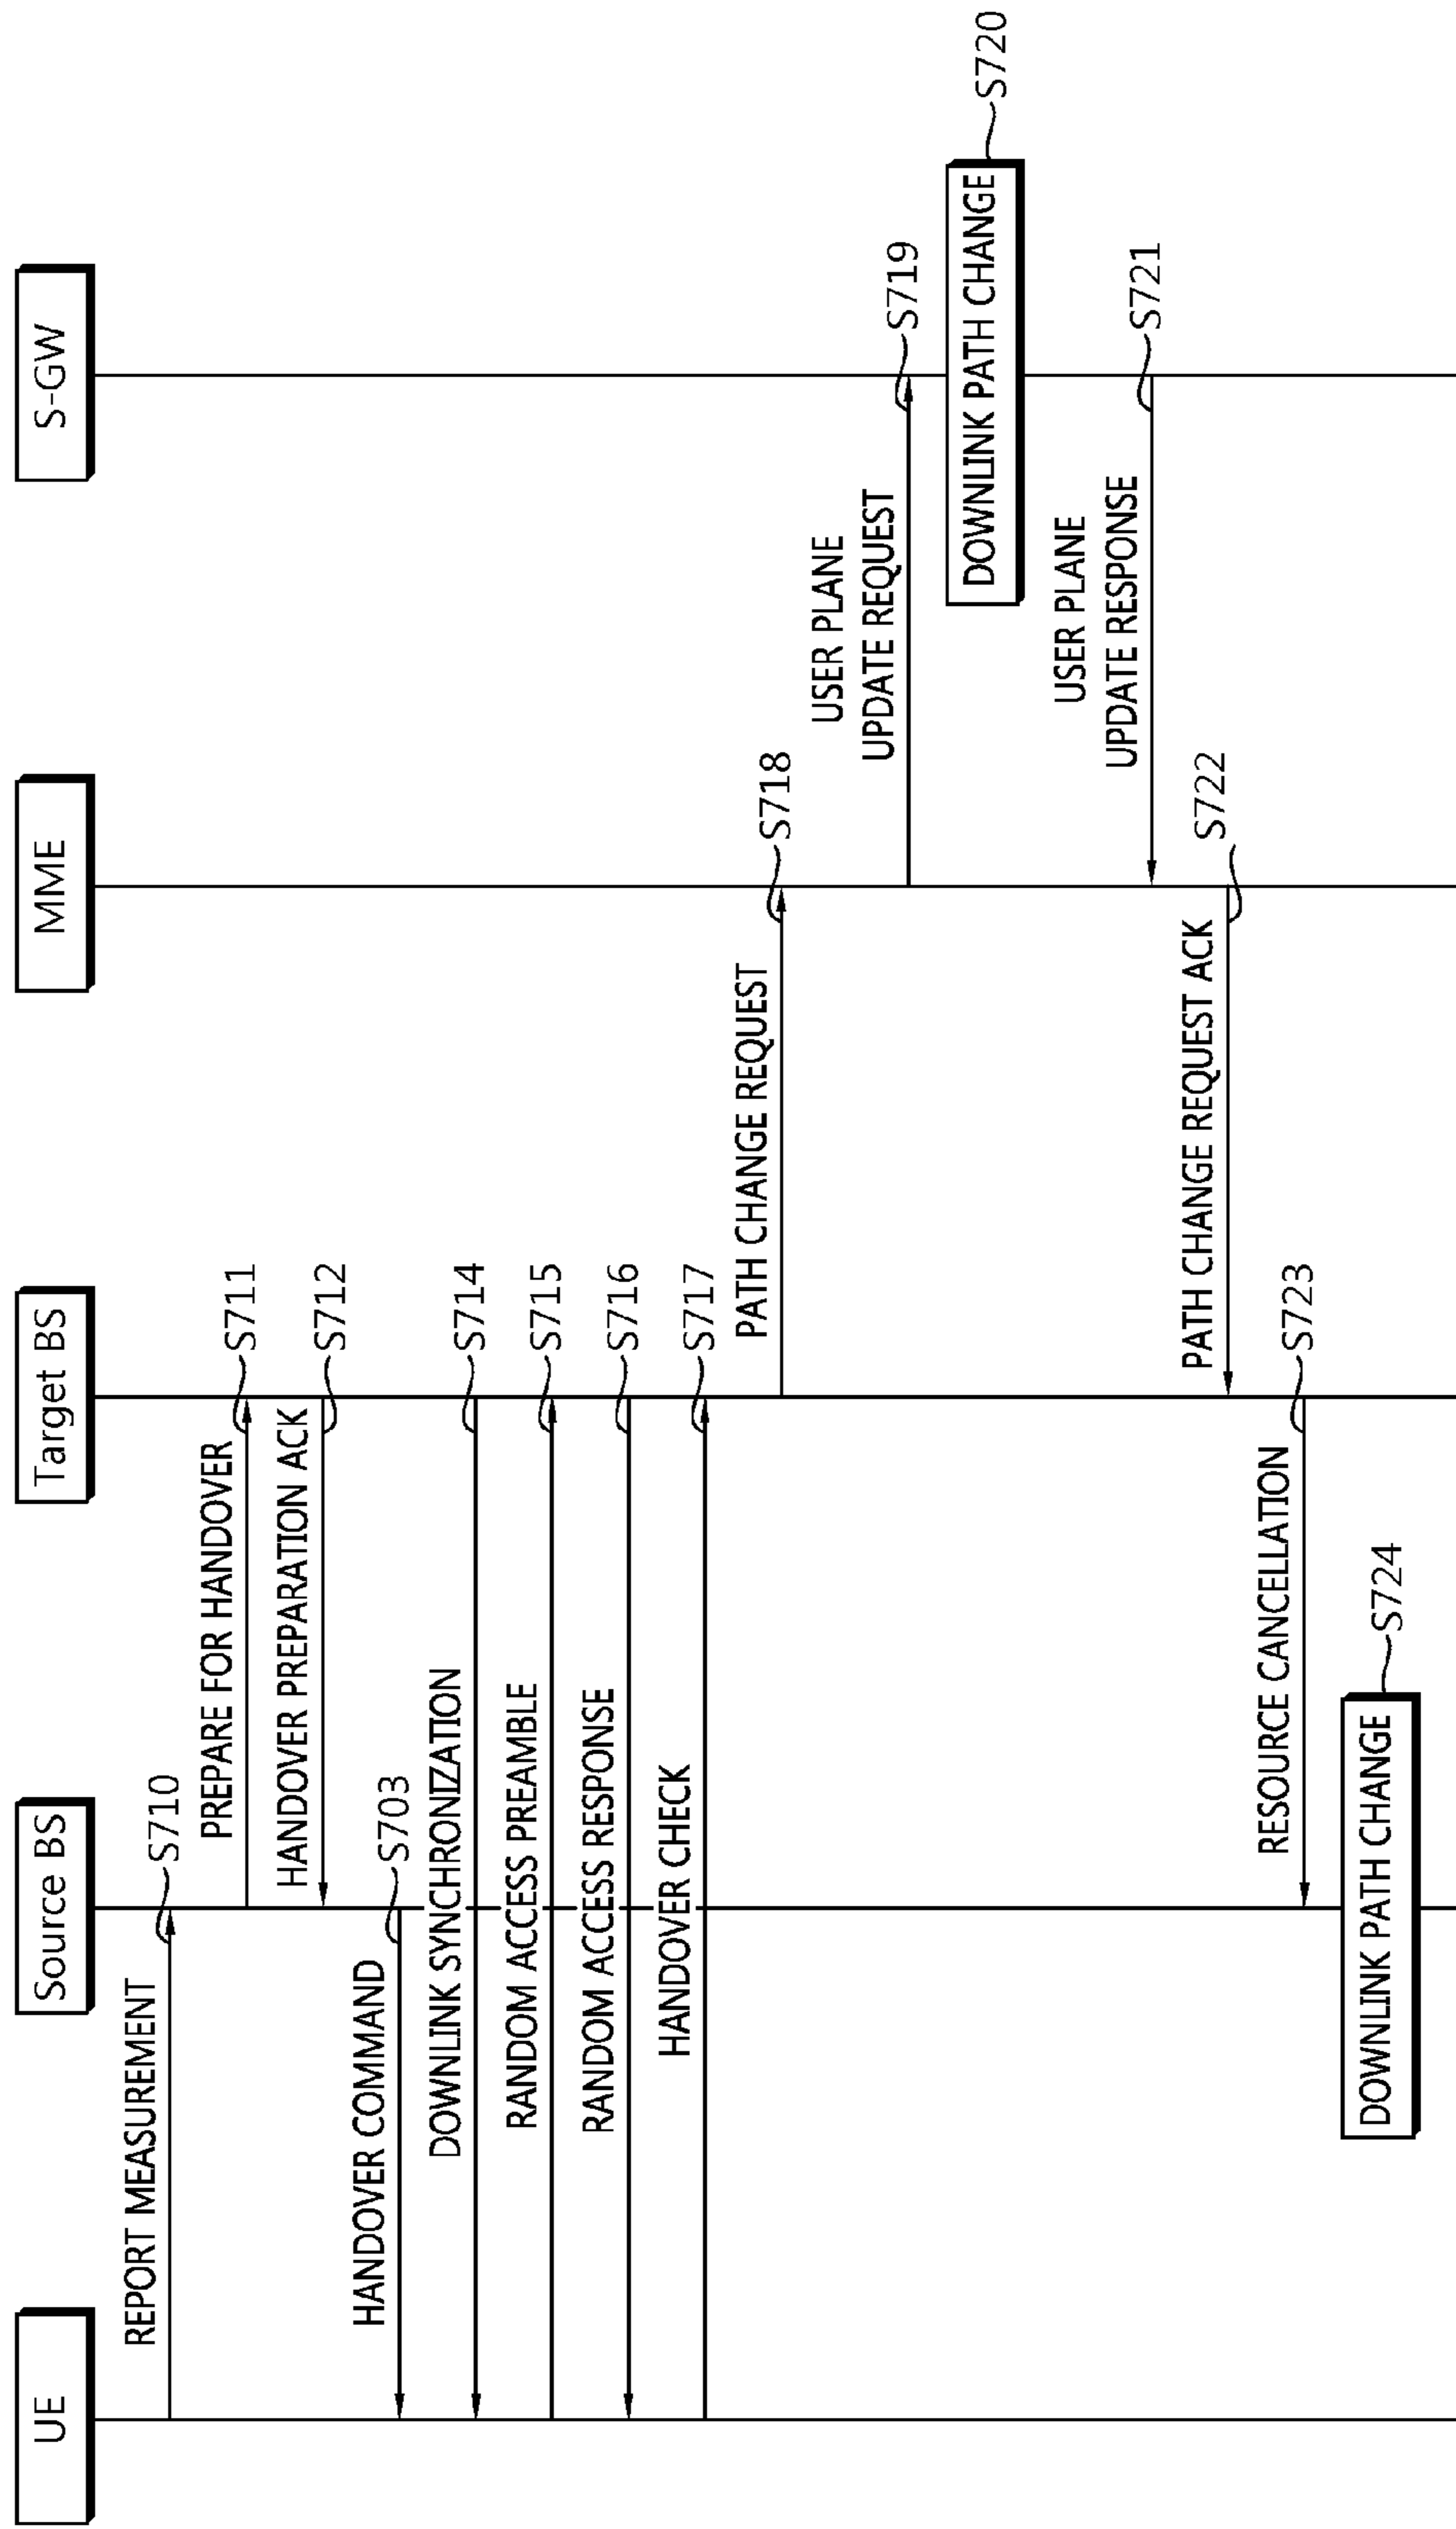 UE
Source BS
Target BS
MME
S-GW
REPORT MEASUREMENT
S710
PREPARE FOR HANDOVER
S711
HANDOVER PREPARATION ACK
S712
HANDOVER COMMAND
S703
DOWNLINK SYNCHRONIZATION
S714
RANDOM ACCESS PREAMBLE
S715
RANDOM ACCESS RESPONSE
S716
HANDOVER CHECK
S717
PATH CHANGE REQUEST
S718
USER PLANE
UPDATE REQUEST
S719
DOWNLINK PATH CHANGE
S720
USER PLANE
UPDATE RESPONSE
S721
PATH CHANGE REQUEST ACK
S722
RESOURCE CANCELLATION
S723
DOWNLINK PATH CHANGE
S724